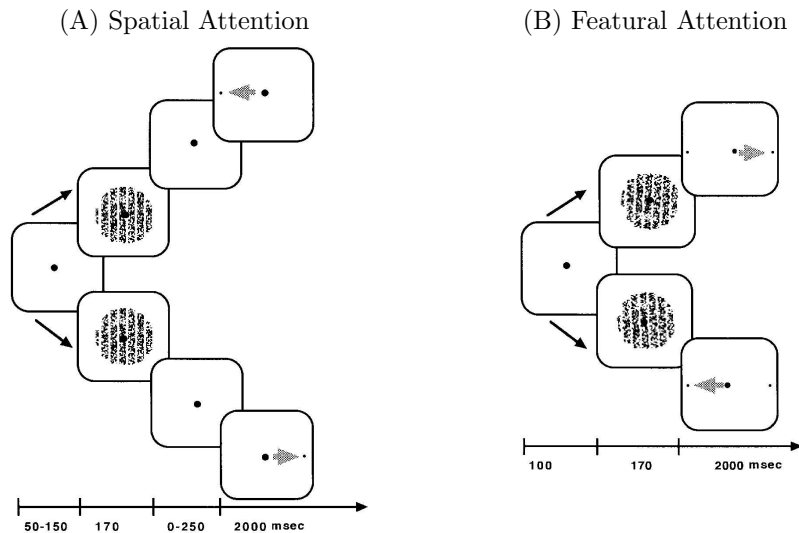 (A) Spatial Attention
(B) Featural Attention
50-150 170 0-250 2000 msec
100 170 2000 msec